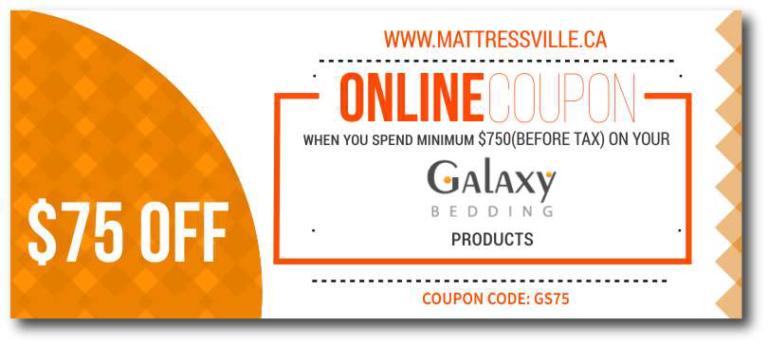 WWW.MATTRESSVILLE.CA
ONLINECOUPON
WHEN YOU SPEND MINIMUM $750(BEFORE TAX) ON YOUR
GALAXY
BEDDING
PRODUCTS
$75 OFF
COUPON CODE: GS75